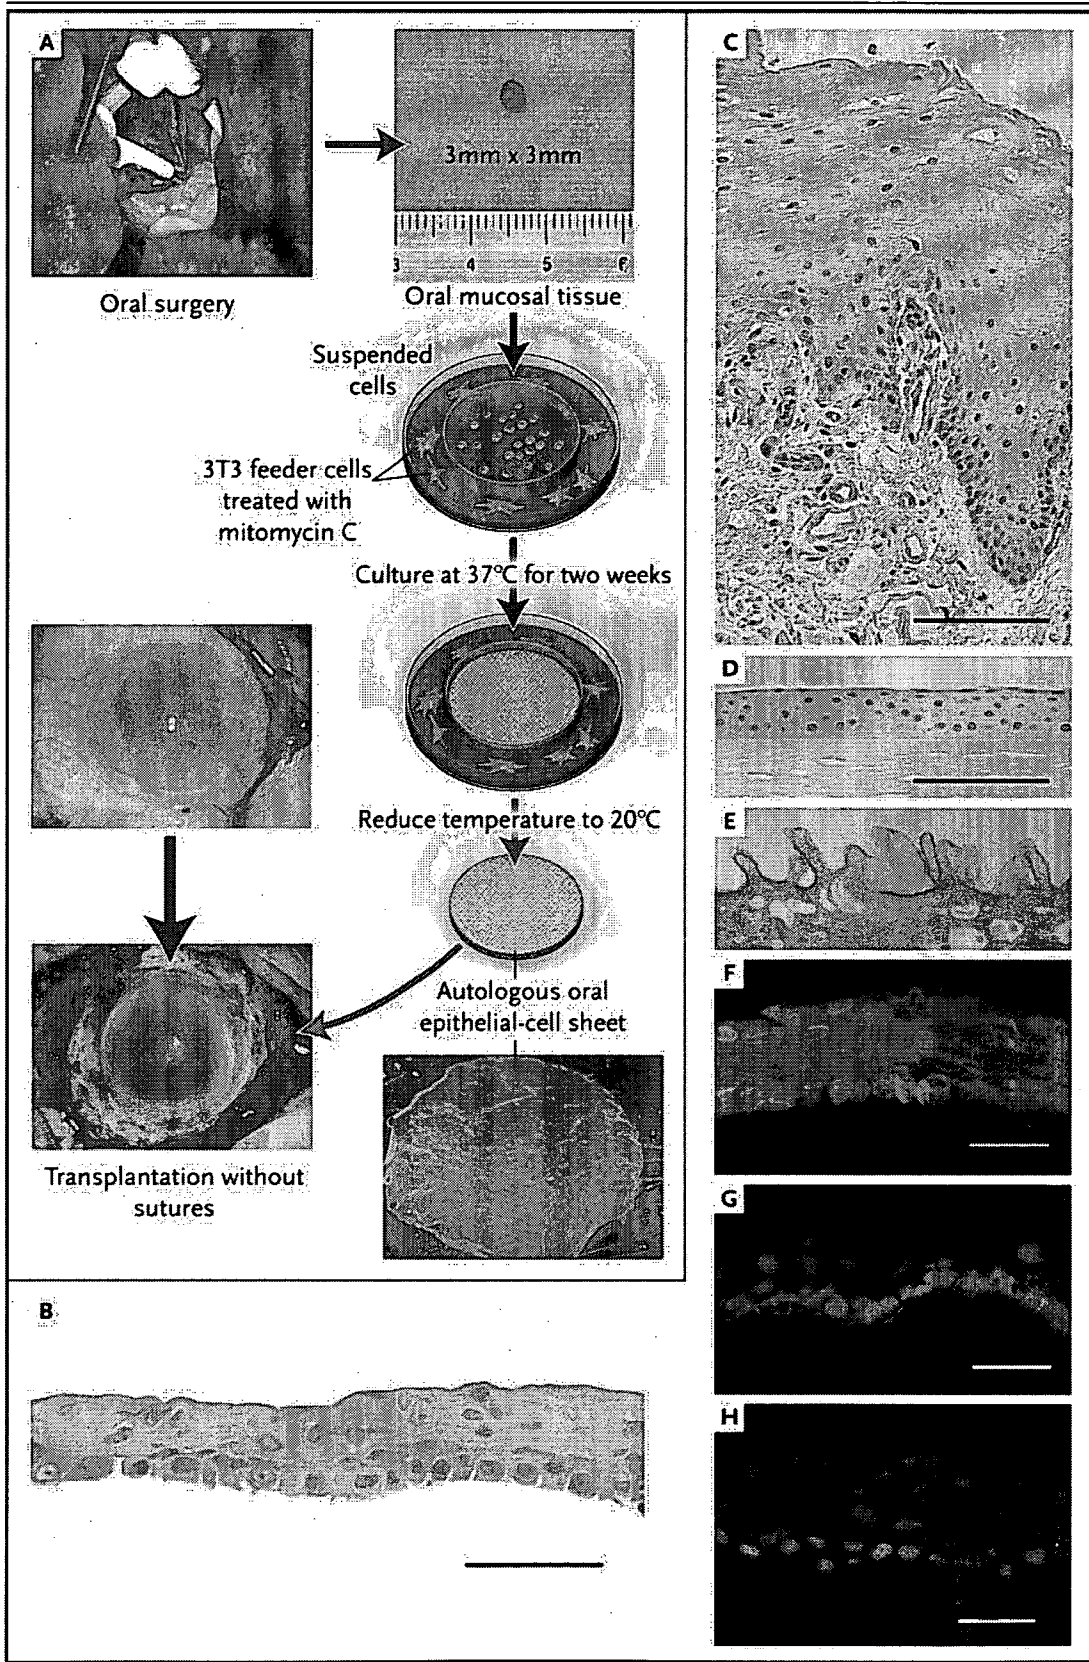 A
3mm x 3mm
3 4 5 6
Oral surgery
Oral mucosal tissue
Suspended
cells
3T3 feeder cells
treated with
mitomycin C
Culture at 37°C for two weeks
Reduce temperature to 20°C
Autologous oral
epithelial-cell sheet
Transplantation without
sutures
B
C
D
E
F
G
H